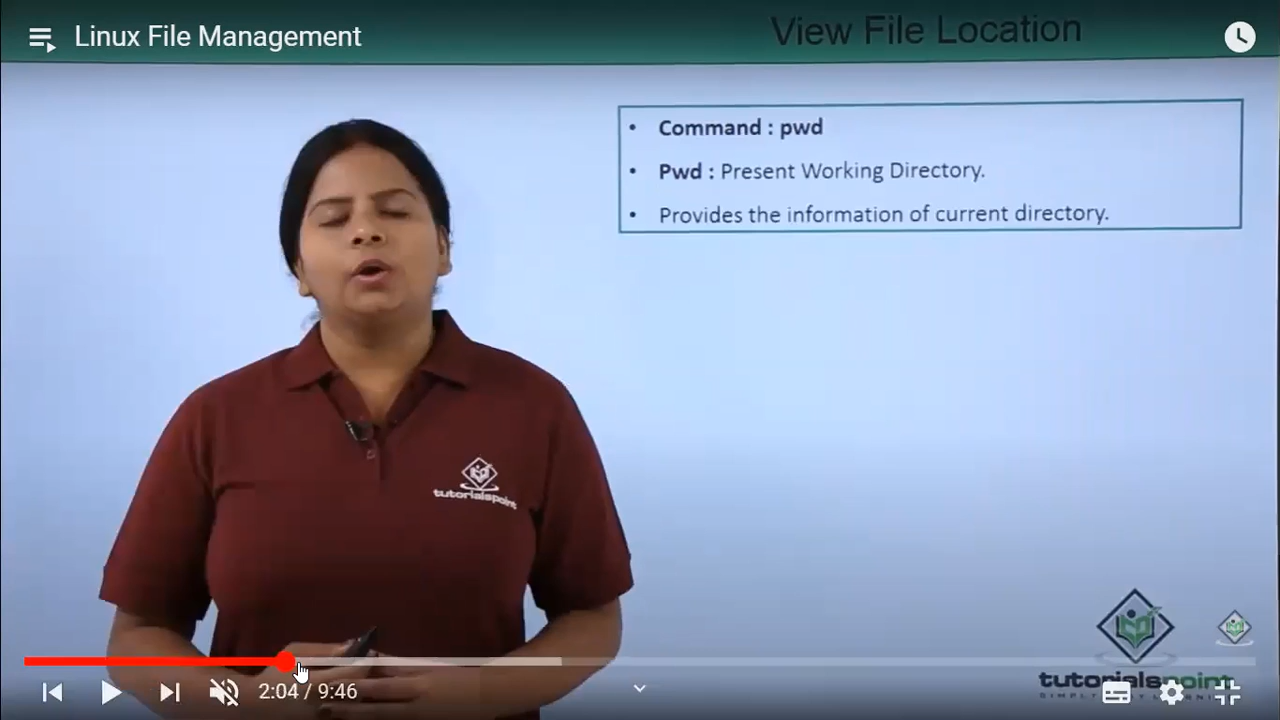 Linux File Management
View File Location
• Command : pwd
• Pwd : Present Working Directory.
• Provides the information of current directory.
tutorialspoint
tutorialspoint
2:04 / 9:46